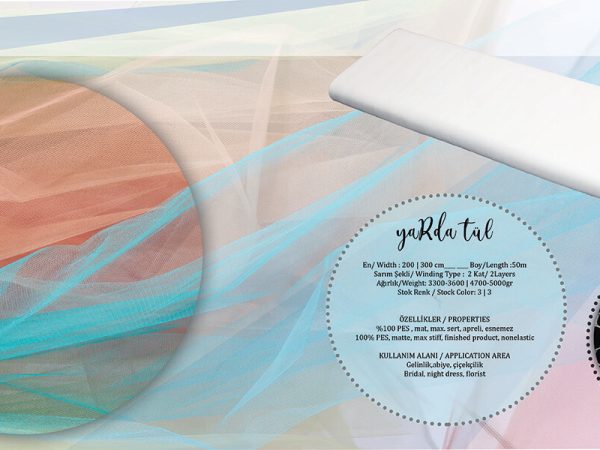 yaRda tül
En/ Width : 200 | 300 cm____ ____ Boy/Length :50m
Sarım Şekli/ Winding Type : 2 Kat/ 2Layers
Ağırlık/Weight: 3300-3600 | 4700-5000gr
Stok Renk / Stock Color: 3 | 3
ÖZELLİKLER / PROPERTIES
%100 PES , mat, max. sert, apreli, esnemez
100% PES, matte, max stiff, finished product, nonelastic
KULLANIM ALANI / APPLICATION AREA
Gelinlik,abiye, çiçekçilik
Bridal, night dress, florist